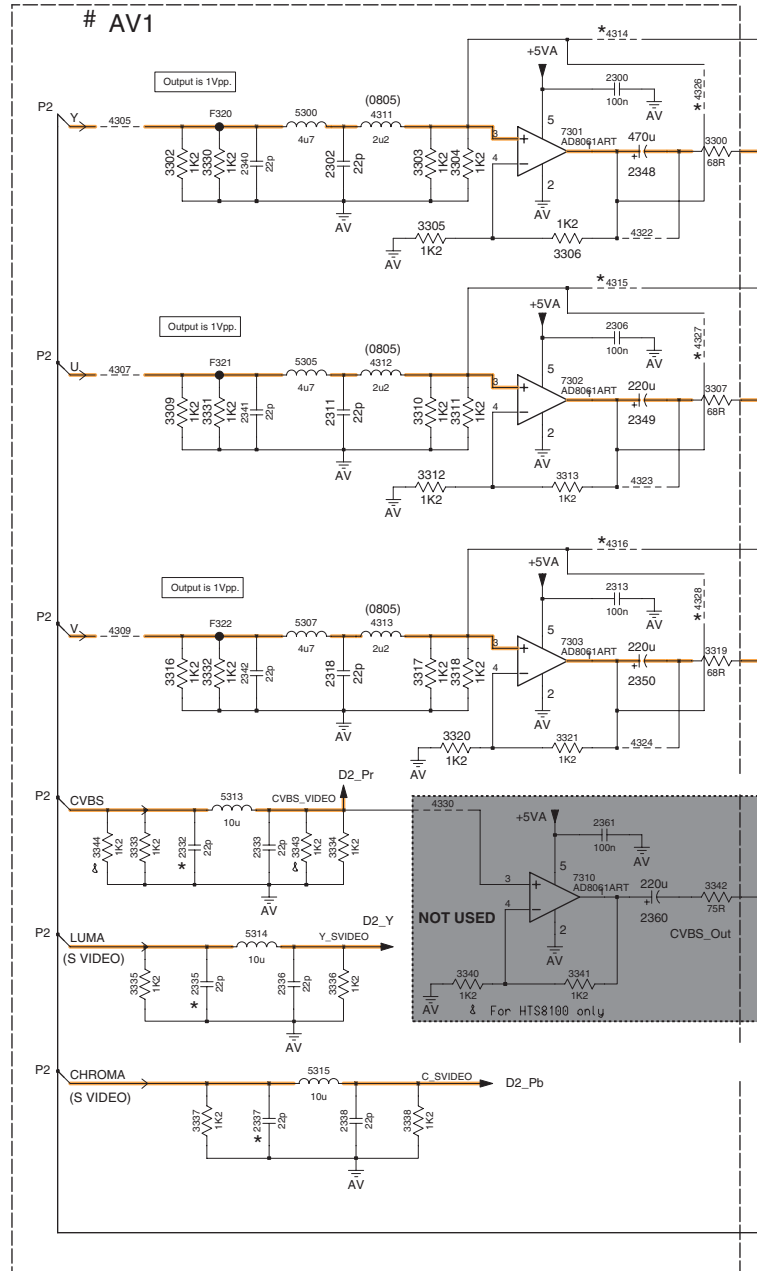 # AV1
*4314
+5VA
Output is 1Vpp.
2300
100n
AV
*4326
P2
Y
4305
F320
5300
4u7
(0805)
4311
2u2
3
4
5
2
7301
AD8061ART
1
470u
+
2348
3300
68R
3302
1K2
3330
1K2
2340
22p
2302
22p
3303
1K2
3304
1K2
AV
AV
AV
3305
1K2
1K2
3306
4322
*4315
+5VA
Output is 1Vpp.
2306
100n
AV
*4327
P2
U
4307
F321
5305
4u7
(0805)
4312
2u2
3
4
5
2
7302
AD8061ART
1
220u
+
2349
3307
68R
3309
1K2
3331
1K2
2341
22p
2311
22p
3310
1K2
3311
1K2
AV
AV
AV
3312
1K2
3313
1K2
4323
*4316
+5VA
Output is 1Vpp.
2313
100n
AV
*4328
P2
V
4309
F322
5307
4u7
(0805)
4313
2u2
3
4
5
2
7303
AD8061ART
1
220u
+
2350
3319
68R
3316
1K2
3332
1K2
2342
22p
2318
22p
3317
1K2
3318
1K2
AV
AV
AV
3320
1K2
3321
1K2
4324
P2
CVBS
5313
10u
CVBS_VIDEO
D2_Pr
3344
1K2
&
3333
1K2
2332
22p
*
2333
22p
3343
1K2
&
3334
1K2
AV
4330
+5VA
2361
100n
AV
3
4
5
2
7310
AD8061ART
1
220u
+
2360
3342
75R
NOT USED
CVBS_Out
AV
AV
3340
1K2
3341
1K2
& For HTS8100 only
P2
LUMA
(S VIDEO)
5314
10u
Y_SVIDEO
D2_Y
3335
1K2
2335
22p
*
2336
22p
3336
1K2
AV
P2
CHROMA
(S VIDEO)
5315
10u
C_SVIDEO
D2_Pb
3337
1K2
2337
22p
*
2338
22p
3338
1K2
AV